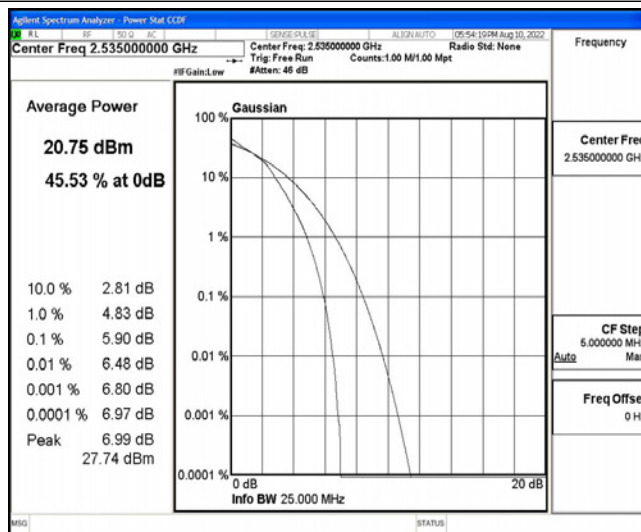 Agilent Spectrum Analyzer - Power Stat CCDF
RL RF 50 Ω AC SENSE:PULSE ALIGN AUTO 05:54:19 PM Aug 10, 2022
Center Freq 2.535000000 GHz
Center Freq: 2.535000000 GHz Radio Std: None
Trig: Free Run Counts:1.00 M/1.00 Mpt
#IFGain:Low #Atten: 46 dB
Frequency
Average Power
20.75 dBm
45.53 % at 0dB
10.0 % 2.81 dB
1.0 % 4.83 dB
0.1 % 5.90 dB
0.01 % 6.48 dB
0.001 % 6.80 dB
0.0001 % 6.97 dB
Peak 6.99 dB
27.74 dBm
Gaussian
100 %
10 %
1 %
0.1 %
0.01 %
0.001 %
0.0001 %
0 dB 20 dB
Info BW 25.000 MHz
Center Freq
2.535000000 GH
CF Step
5.000000 MH
Auto Ma
Freq Offse
0 H
MSG STATUS